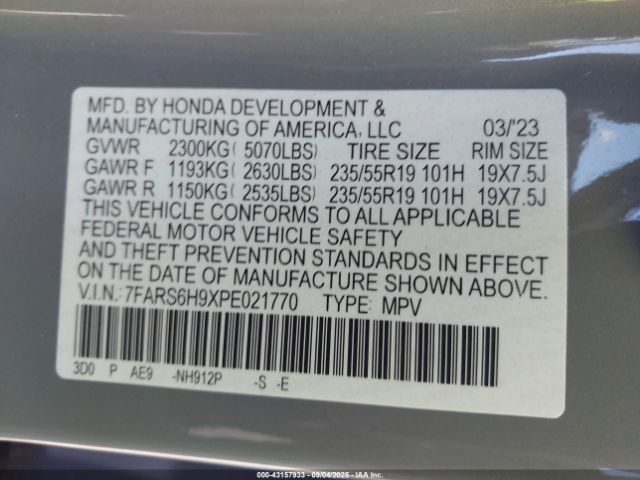 MFD. BY HONDA DEVELOPMENT &
MANUFACTURING OF AMERICA, LLC 03/'23
GVWR 2300KG( 5070LBS) TIRE SIZE RIM SIZE
GAWR F 1193KG( 2630LBS) 235/55R19 101H 19X7.5J
GAWR R 1150KG( 2535LBS) 235/55R19 101H 19X7.5J
THIS VEHICLE CONFORMS TO ALL APPLICABLE
FEDERAL MOTOR VEHICLE SAFETY
AND THEFT PREVENTION STANDARDS IN EFFECT
ON THE DATE OF MANUFACTURE SHOWN ABOVE.
V.I.N.: 7FARS6H9XPE021770 TYPE: MPV
3D0 P AE9 -NH912P -S -E
© -- 43157933 - 09/04/2025 - IAA Inc.